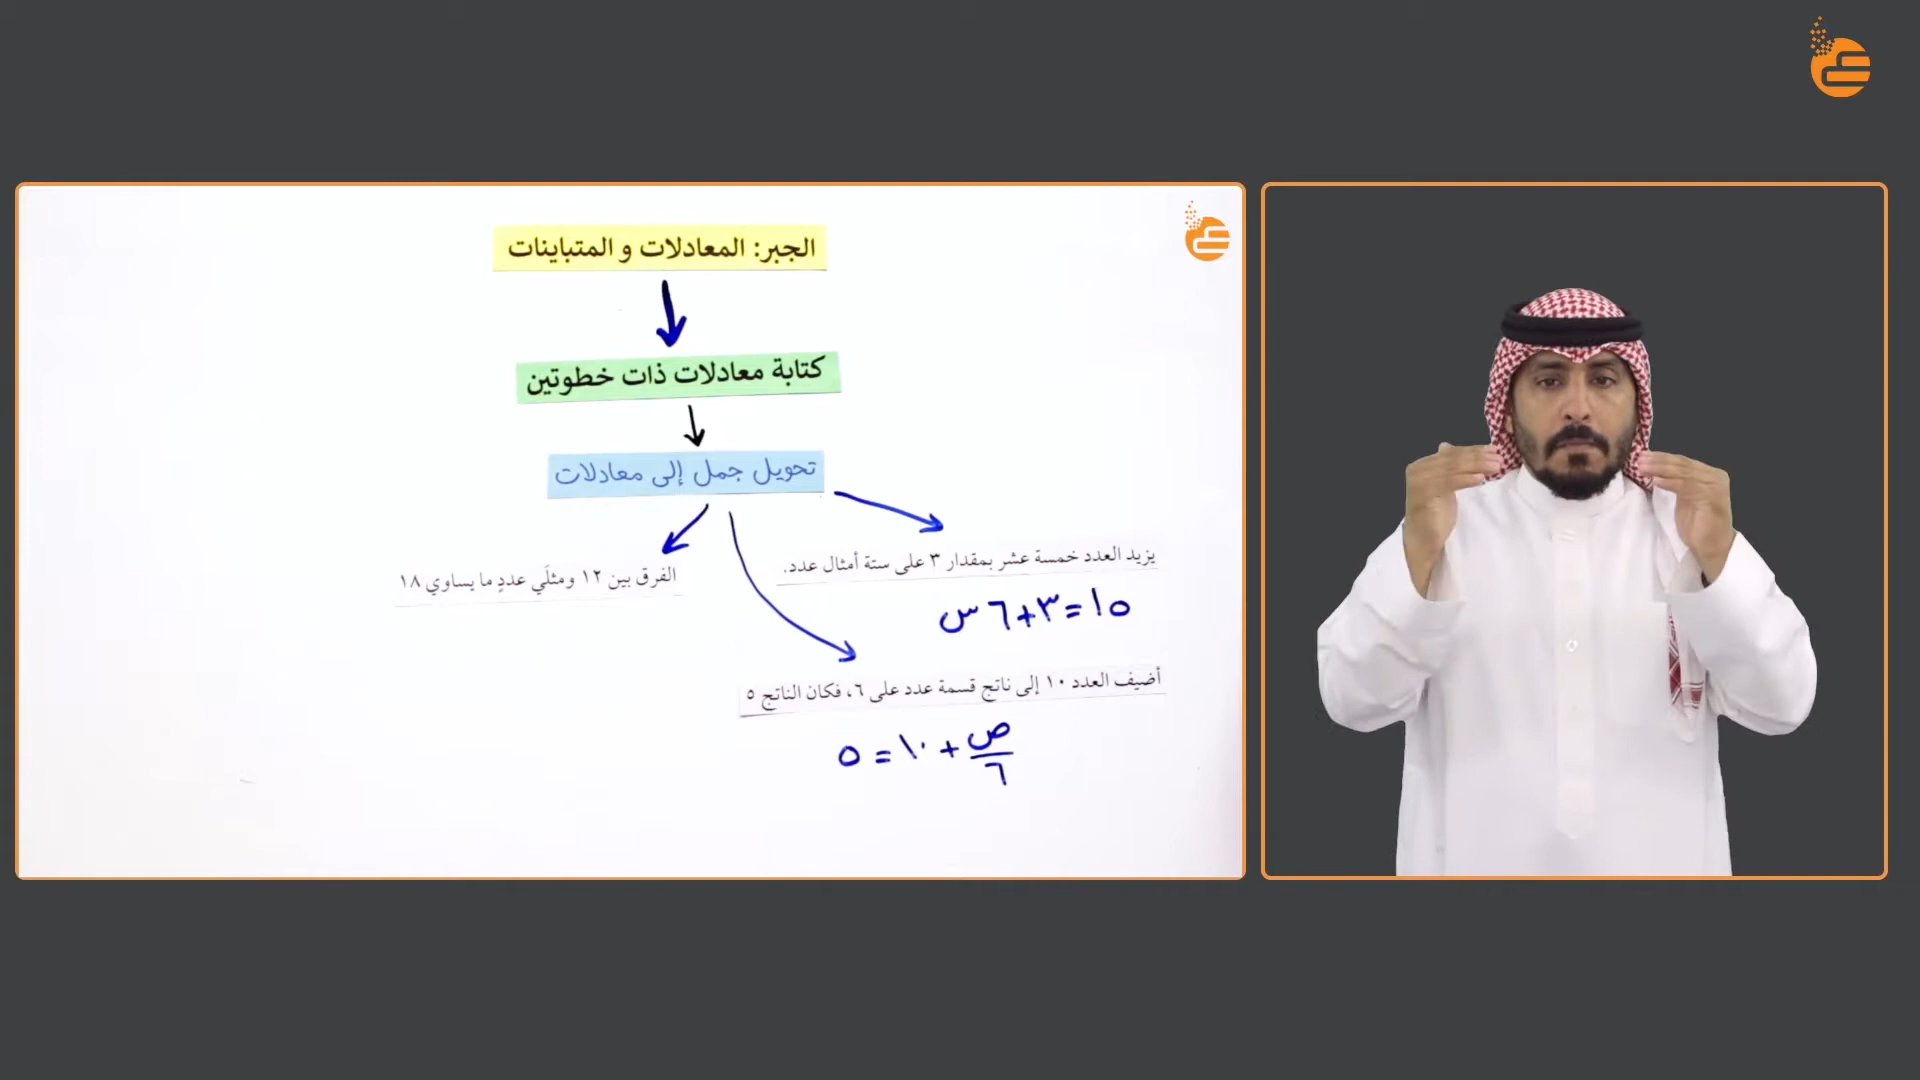 الجبر: المعادلات و المتباينات
كتابة معادلات ذات خطوتين
تحويل جمل إلى معادلات
يزيد العدد خمسة عشر بمقدار ٣ على ستة أمثال عدد.
١٥ = ٣ + ٦ س
الفرق بين ١٢ ومثلَي عددٍ ما يساوي ١٨
أضيف العدد ١٠ إلى ناتج قسمة عدد على ٦، فكان الناتج ٥
ص/٦ + ١٠ = ٥